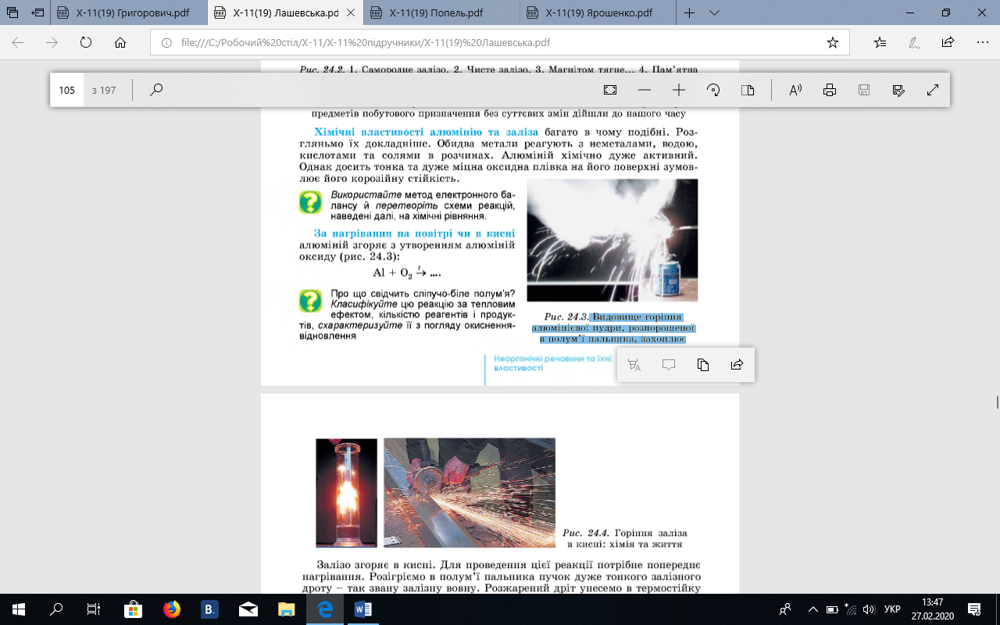 Х-11(19) Григорович.pdf
Х-11(19) Лашевська.pd
Х-11(19) Попель.pdf
Х-11(19) Ярошенко.pdf
file:///C:/Робочий%20стіл/Х-11/Х-11%20підручники/Х-11(19)%20Лашевська.pdf
Рис. 24.2. 1. Самородне залізо. 2. Чисте залізо. 3. Магнітом тягне... 4. Пам’ятна
105 з 197
предметів побутового призначення без суттєвих змін дійшли до нашого часу
Хімічні властивості алюмінію та заліза багато в чому подібні. Роз-
гляньмо їх докладніше. Обидва метали реагують з неметалами, водою,
кислотами та солями в розчинах. Алюміній хімічно дуже активний.
Однак досить тонка та дуже міцна оксидна плівка на його поверхні зумов-
лює його корозійну стійкість.
Використайте метод електронного ба-
лансу й перетворіть схеми реакцій,
наведені далі, на хімічні рівняння.
За нагрівання на повітрі чи в кисні
алюміній згоряє з утворенням алюміній
оксиду (рис. 24.3):
Al + O₂ →ᵗ ....
Про що свідчить сліпучо-біле полум’я?
Класифікуйте цю реакцію за тепловим
ефектом, кількістю реагентів і продук-
тів, схарактеризуйте її з погляду окиснення-
відновлення
Рис. 24.3. Видовище горіння
алюмінієвої пудри, розпорошеної
в полум’ї пальника, захоплює
Неорганічні речовини та їхні
властивості
Рис. 24.4. Горіння заліза
в кисні: хімія та життя
Залізо згоряє в кисні. Для проведення цієї реакції потрібне попереднє
нагрівання. Розігріємо в полум’ї пальника пучок дуже тонкого залізного
дроту – так звану залізну вовну. Розжарений дріт унесемо в термостійку
B.
УКР
13:47
27.02.2020